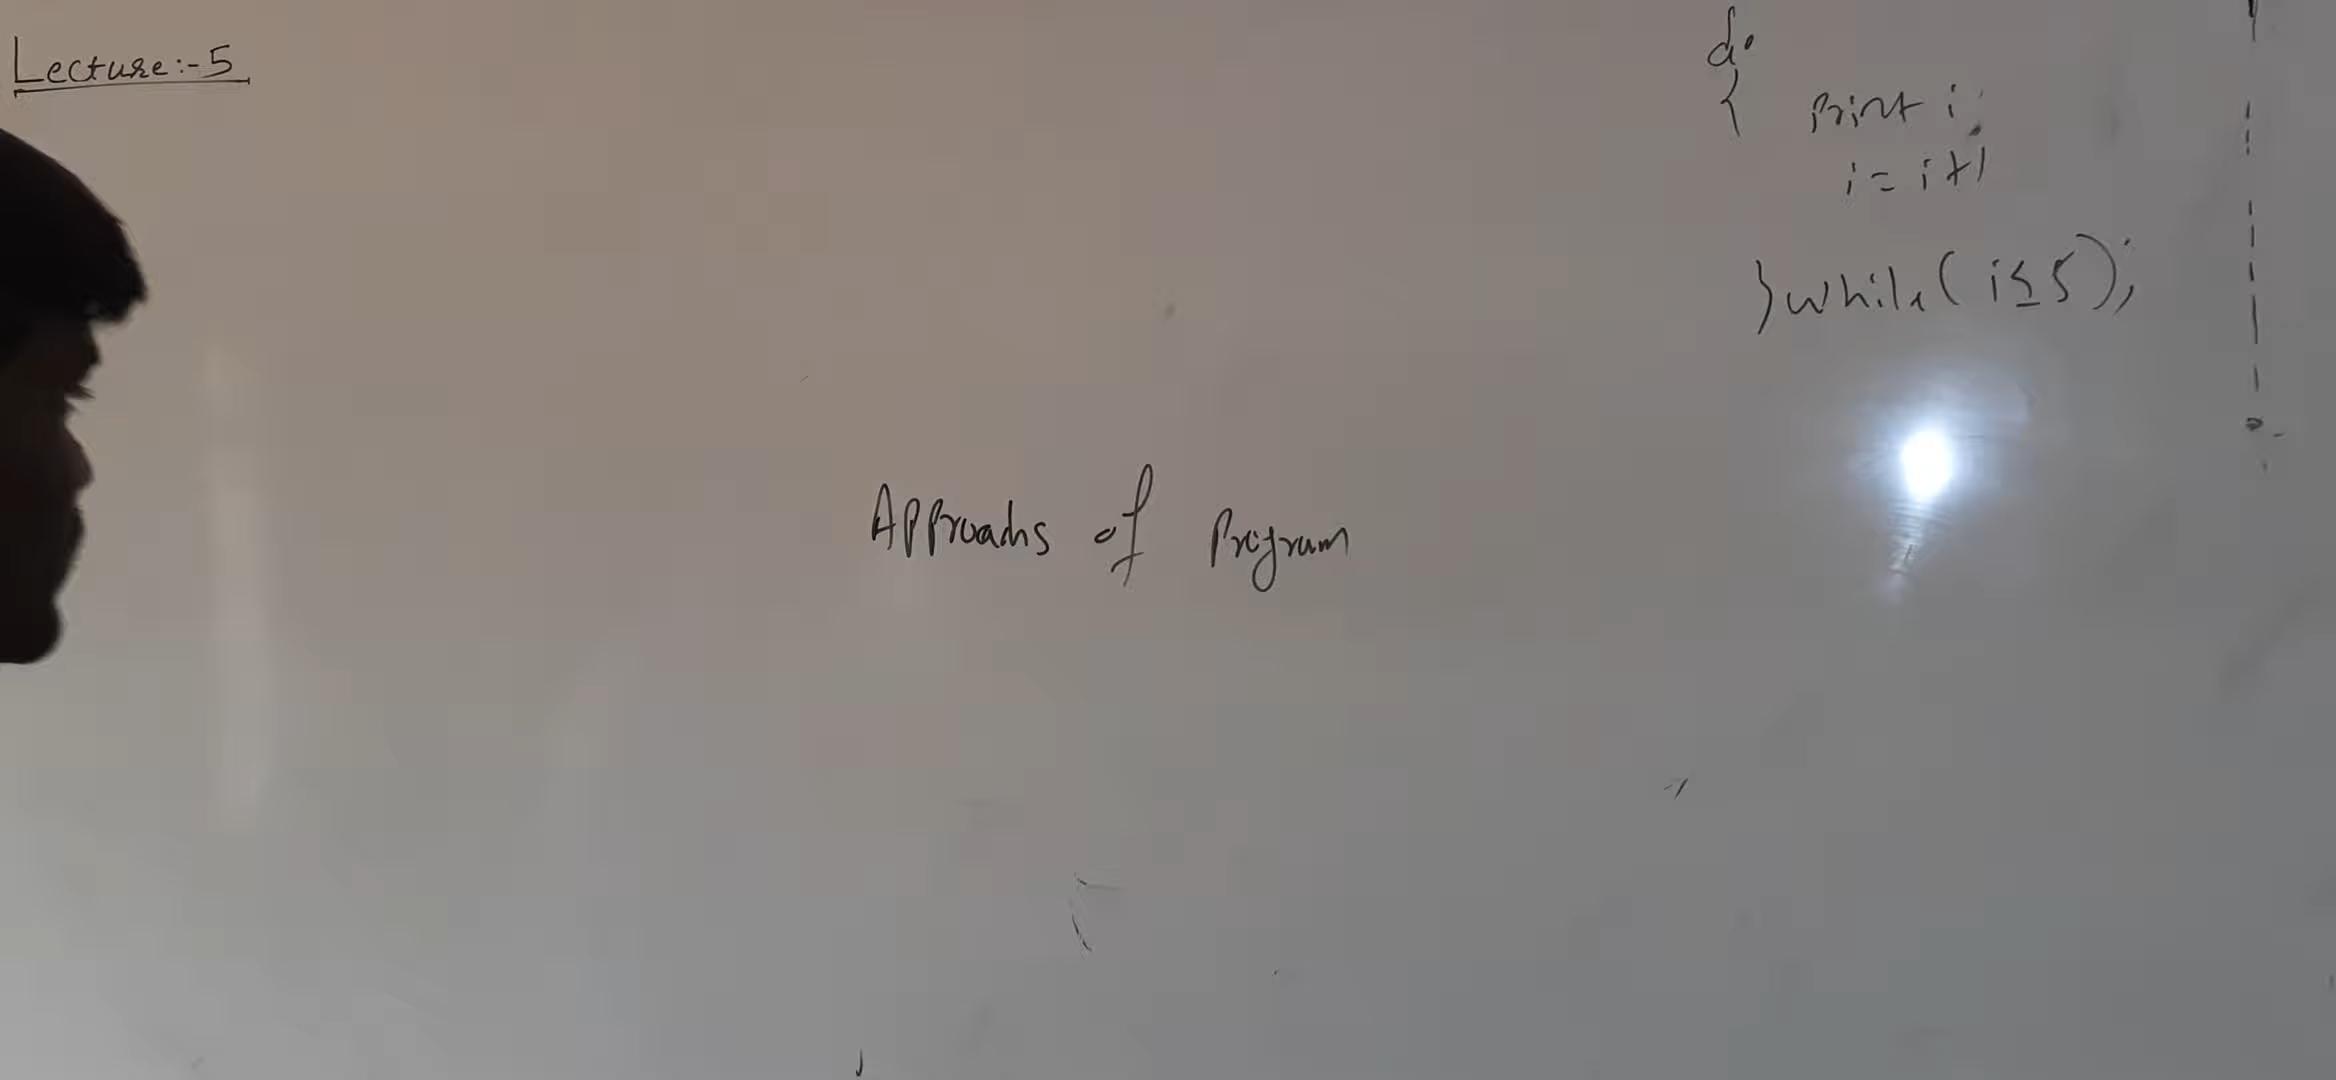 Lecture:-5
do
{ Print i;
i = i+1
} while ( i ≤ 5 );
Approachs of Program